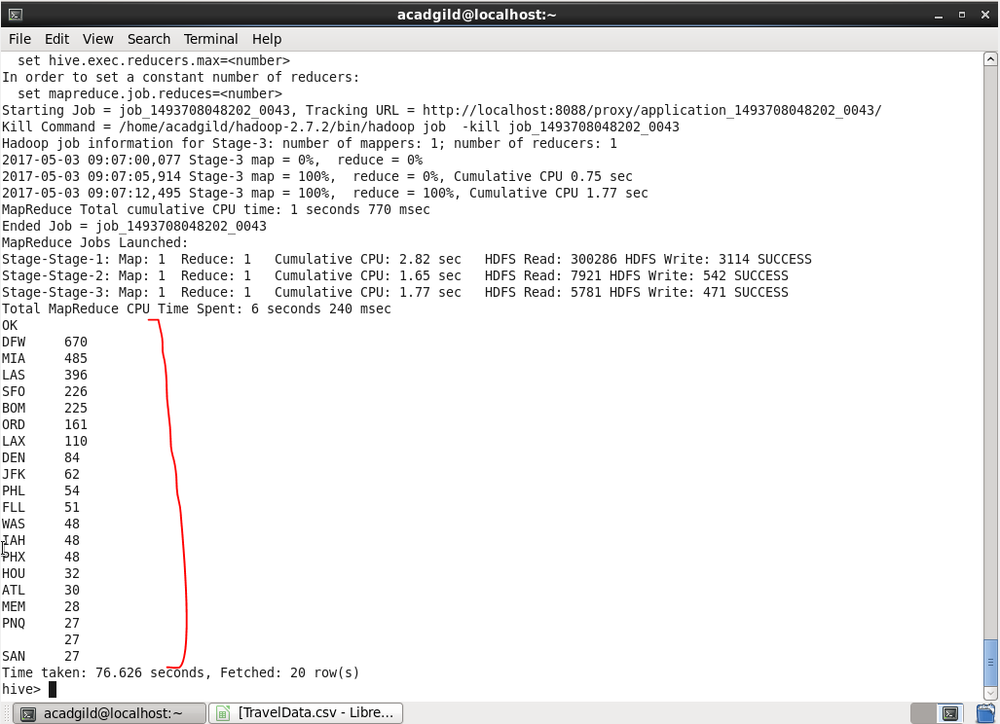 acadgild@localhost:~
File Edit View Search Terminal Help
  set hive.exec.reducers.max=<number>
In order to set a constant number of reducers:
  set mapreduce.job.reduces=<number>
Starting Job = job_1493708048202_0043, Tracking URL = http://localhost:8088/proxy/application_1493708048202_0043/
Kill Command = /home/acadgild/hadoop-2.7.2/bin/hadoop job  -kill job_1493708048202_0043
Hadoop job information for Stage-3: number of mappers: 1; number of reducers: 1
2017-05-03 09:07:00,077 Stage-3 map = 0%,  reduce = 0%
2017-05-03 09:07:05,914 Stage-3 map = 100%,  reduce = 0%, Cumulative CPU 0.75 sec
2017-05-03 09:07:12,495 Stage-3 map = 100%,  reduce = 100%, Cumulative CPU 1.77 sec
MapReduce Total cumulative CPU time: 1 seconds 770 msec
Ended Job = job_1493708048202_0043
MapReduce Jobs Launched:
Stage-Stage-1: Map: 1  Reduce: 1   Cumulative CPU: 2.82 sec   HDFS Read: 300286 HDFS Write: 3114 SUCCESS
Stage-Stage-2: Map: 1  Reduce: 1   Cumulative CPU: 1.65 sec   HDFS Read: 7921 HDFS Write: 542 SUCCESS
Stage-Stage-3: Map: 1  Reduce: 1   Cumulative CPU: 1.77 sec   HDFS Read: 5781 HDFS Write: 471 SUCCESS
Total MapReduce CPU Time Spent: 6 seconds 240 msec
OK
DFW     670
MIA     485
LAS     396
SFO     226
BOM     225
ORD     161
LAX     110
DEN     84
JFK     62
PHL     54
FLL     51
WAS     48
IAH     48
PHX     48
HOU     32
ATL     30
MEM     28
PNQ     27
        27
SAN     27
Time taken: 76.626 seconds, Fetched: 20 row(s)
hive>
acadgild@localhost:~ [TravelData.csv - Libre...